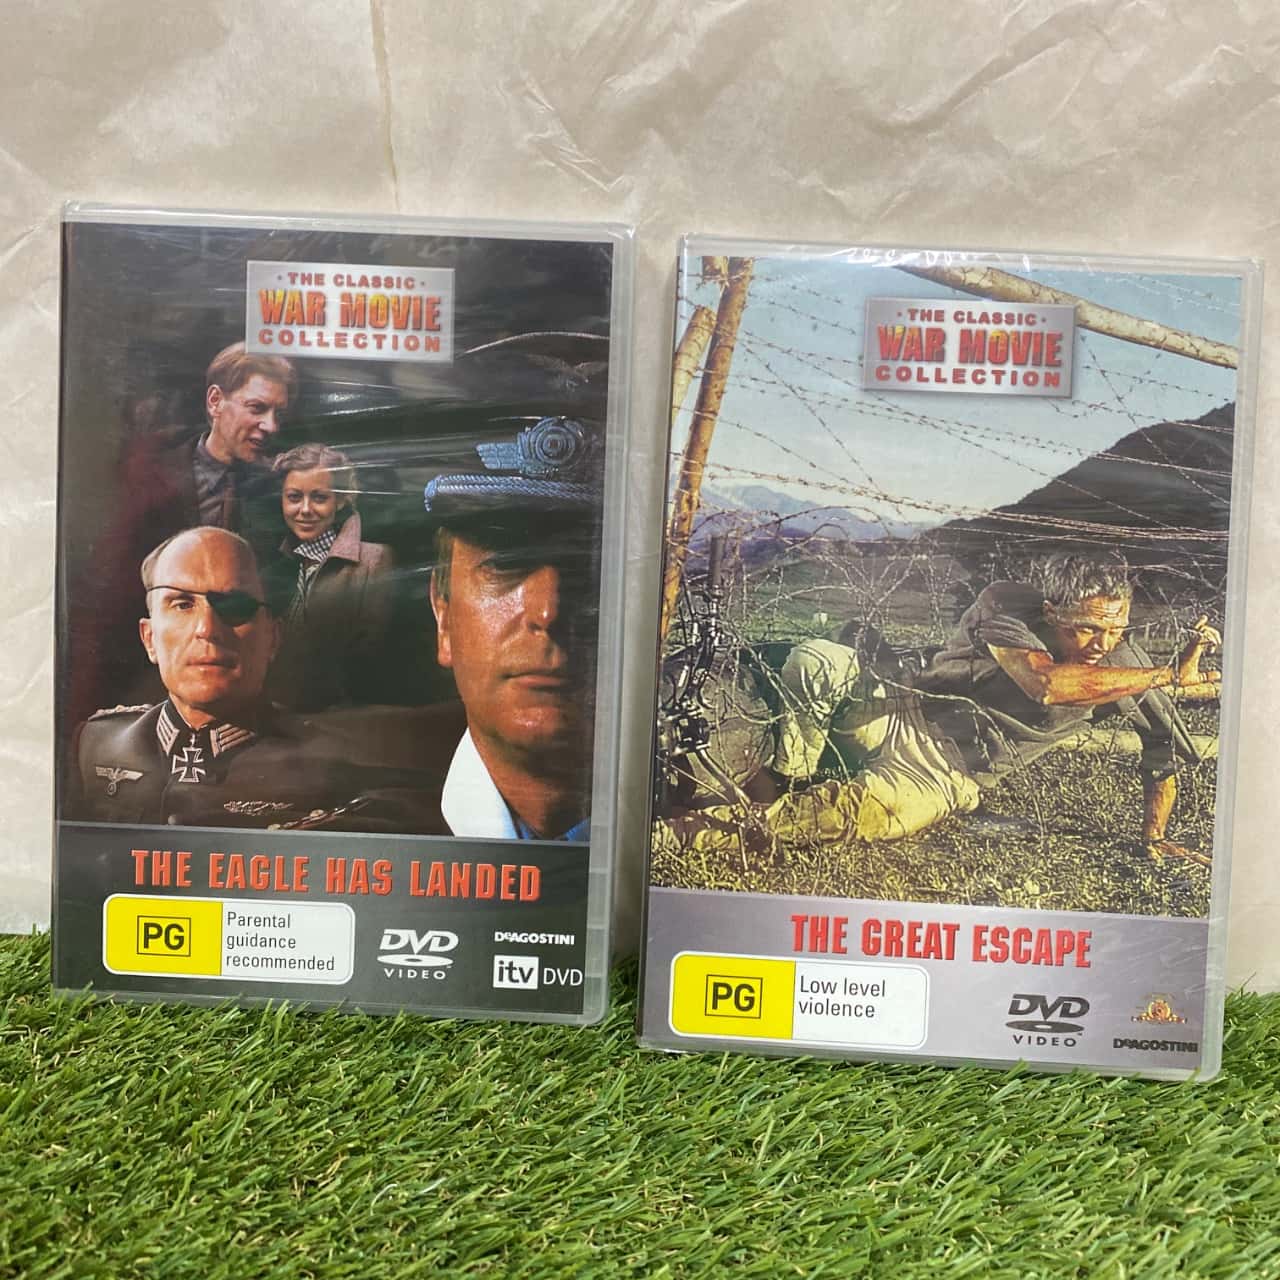 · THE CLASSIC ·
WAR MOVIE
COLLECTION
THE EAGLE HAS LANDED
PG
Parental
guidance
recommended
DVD
VIDEO
DEAGOSTINI
itv DVD
· THE CLASSIC ·
WAR MOVIE
COLLECTION
THE GREAT ESCAPE
PG
Low level
violence
DVD
VIDEO
DEAGOSTINI